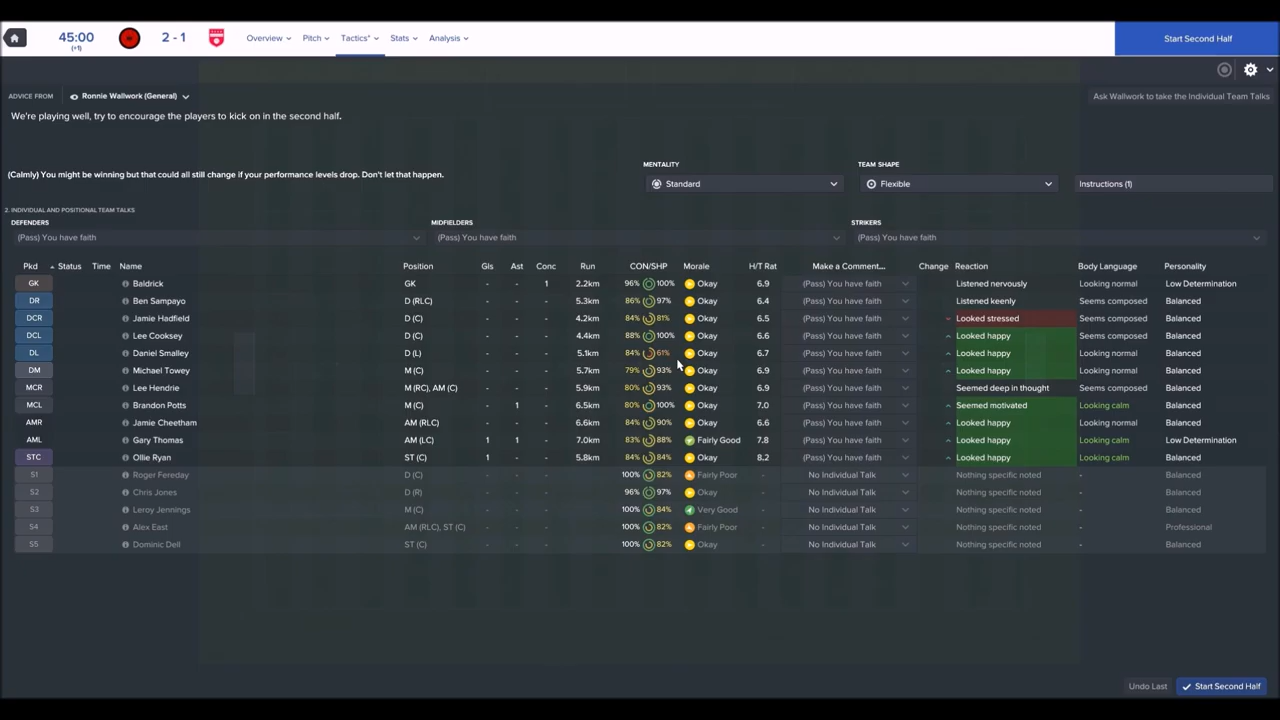 45:00 (+1) 2 - 1 Overview Pitch Tactics* Stats Analysis Start Second Half
ADVICE FROM Ronnie Wallwork (General) Ask Wallwork to take the Individual Team Talks
We're playing well, try to encourage the players to kick on in the second half.
MENTALITY TEAM SHAPE
(Calmly) You might be winning but that could all still change if your performance levels drop. Don't let that happen.
Standard Flexible Instructions (1)
2. INDIVIDUAL AND POSITIONAL TEAM TALKS
DEFENDERS MIDFIELDERS STRIKERS
(Pass) You have faith (Pass) You have faith (Pass) You have faith
Pkd Status Time Name Position Gls Ast Conc Run CON/SHP Morale H/T Rat Make a Comment... Change Reaction Body Language Personality
GK Baldrick GK - - 1 2.2km 96% 100% Okay 6.9 (Pass) You have faith Listened nervously Looking normal Low Determination
DR Ben Sampayo D (RLC) - - - 5.3km 86% 97% Okay 6.4 (Pass) You have faith Listened keenly Seems composed Balanced
DCR Jamie Hadfield D (C) - - - 4.2km 84% 81% Okay 6.5 (Pass) You have faith Looked stressed Seems composed Balanced
DCL Lee Cooksey D (C) - - - 4.4km 88% 100% Okay 6.6 (Pass) You have faith Looked happy Seems composed Balanced
DL Daniel Smalley D (L) - - - 5.1km 84% 61% Okay 6.7 (Pass) You have faith Looked happy Looking normal Balanced
DM Michael Towey M (C) - - - 5.7km 79% 93% Okay 6.9 (Pass) You have faith Looked happy Looking normal Balanced
MCR Lee Hendrie M (RC), AM (C) - - - 5.9km 80% 93% Okay 6.9 (Pass) You have faith Seemed deep in thought Seems composed Balanced
MCL Brandon Potts M (C) - 1 - 6.5km 80% 100% Okay 7.0 (Pass) You have faith Seemed motivated Looking calm Balanced
AMR Jamie Cheetham AM (RLC) - - - 6.6km 84% 90% Okay 6.6 (Pass) You have faith Looked happy Looking normal Balanced
AML Gary Thomas AM (LC) 1 1 - 7.0km 83% 88% Fairly Good 7.8 (Pass) You have faith Looked happy Looking calm Low Determination
STC Ollie Ryan ST (C) 1 - - 5.8km 84% 84% Okay 8.2 (Pass) You have faith Looked happy Looking calm Balanced
S1 Roger Fereday D (C) - - - - 100% 82% Fairly Poor - No Individual Talk Nothing specific noted - Balanced
S2 Chris Jones D (R) - - - - 96% 97% Okay - No Individual Talk Nothing specific noted - Balanced
S3 Leroy Jennings M (C) - - - - 100% 84% Very Good - No Individual Talk Nothing specific noted - Balanced
S4 Alex East AM (RLC), ST (C) - - - - 100% 82% Fairly Poor - No Individual Talk Nothing specific noted - Professional
S5 Dominic Dell ST (C) - - - - 100% 82% Okay - No Individual Talk Nothing specific noted - Balanced
Undo Last Start Second Half